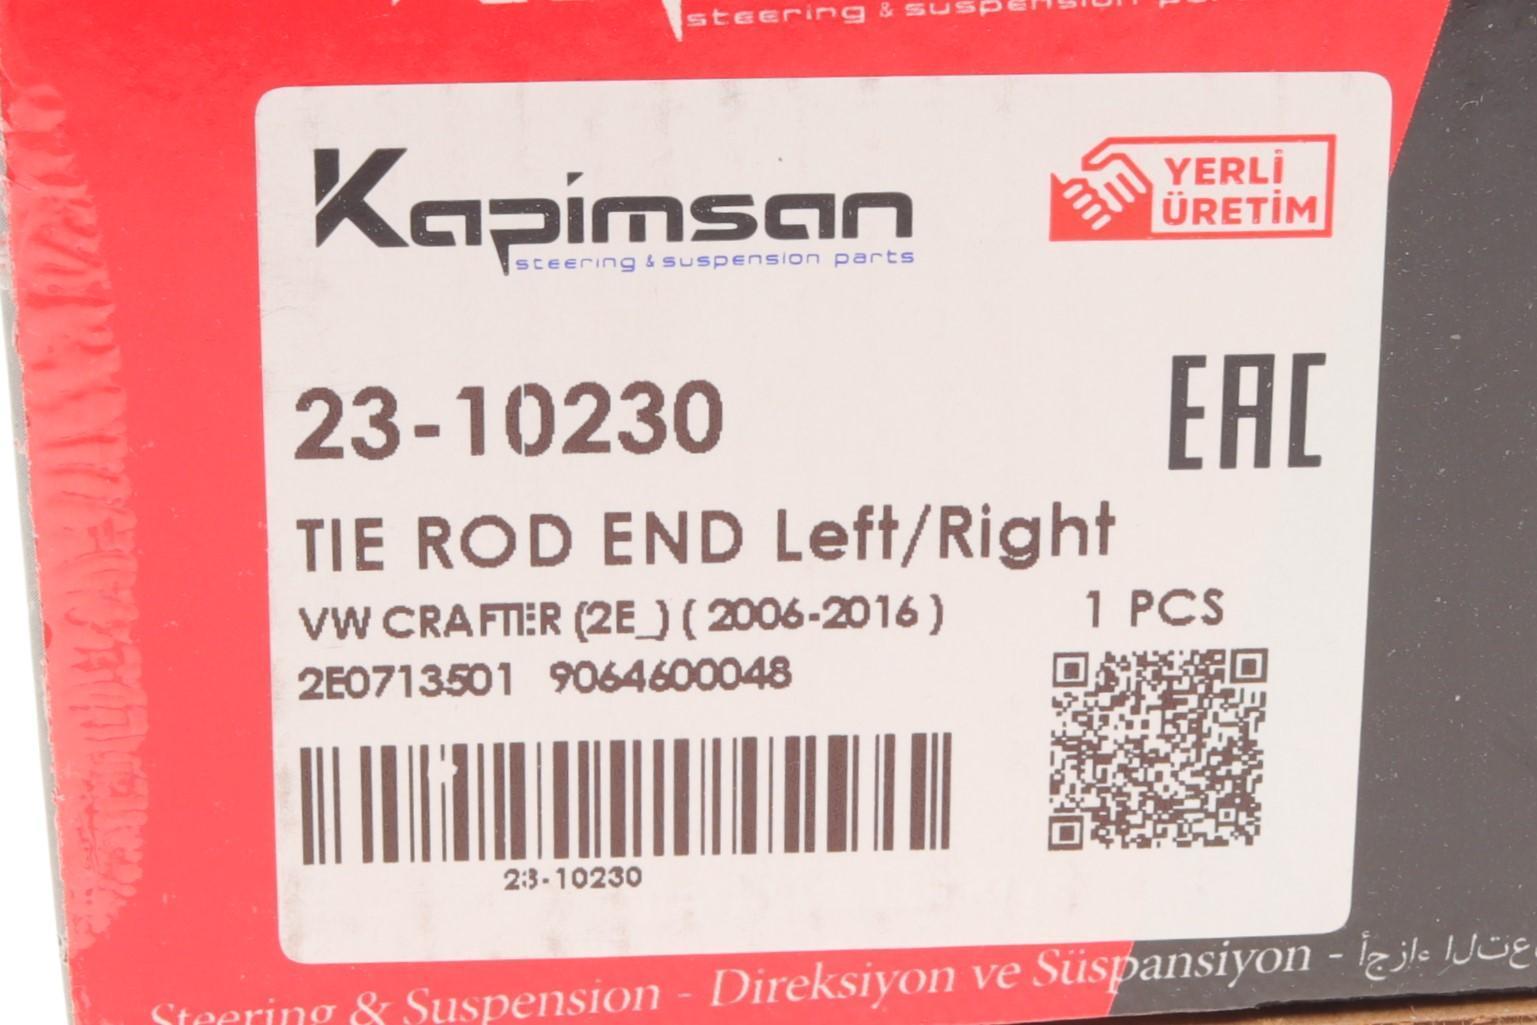 steering & suspension
Kapimsan
steering & suspension parts
YERLİ
ÜRETİM
23-10230
EAC
TIE ROD END Left/Right
VW CRAFTER (2E_) ( 2006-2016 )
1 PCS
2E0713501 9064600048
23-10230
Steering & Suspension - Direksiyon ve Süspansiyon - أجزاء